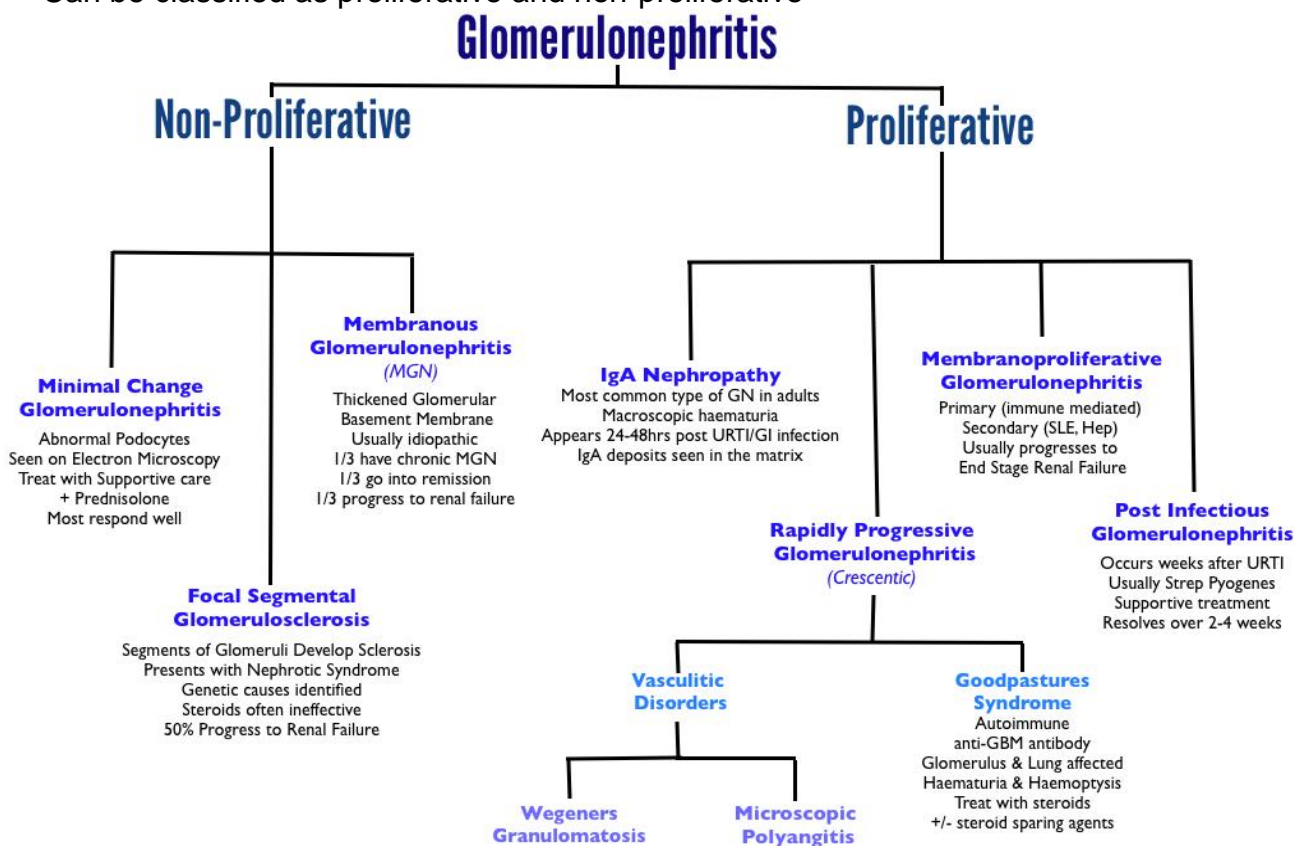 Can be classified as proliferative and non-proliferative
Glomerulonephritis
Non-Proliferative
Proliferative
Minimal Change
Glomerulonephritis
Abnormal Podocytes
Seen on Electron Microscopy
Treat with Supportive care
+ Prednisolone
Most respond well
Membranous
Glomerulonephritis
(MGN)
Thickened Glomerular
Basement Membrane
Usually idiopathic
1/3 have chronic MGN
1/3 go into remission
1/3 progress to renal failure
Focal Segmental
Glomerulosclerosis
Segments of Glomeruli Develop Sclerosis
Presents with Nephrotic Syndrome
Genetic causes identified
Steroids often ineffective
50% Progress to Renal Failure
IgA Nephropathy
Most common type of GN in adults
Macroscopic haematuria
Appears 24-48hrs post URTI/GI infection
IgA deposits seen in the matrix
Rapidly Progressive
Glomerulonephritis
(Crescentic)
Membranoproliferative
Glomerulonephritis
Primary (immune mediated)
Secondary (SLE, Hep)
Usually progresses to
End Stage Renal Failure
Post Infectious
Glomerulonephritis
Occurs weeks after URTI
Usually Strep Pyogenes
Supportive treatment
Resolves over 2-4 weeks
Vasculitic
Disorders
Goodpastures
Syndrome
Autoimmune
anti-GBM antibody
Glomerulus & Lung affected
Haematuria & Haemoptysis
Treat with steroids
+/- steroid sparing agents
Wegeners
Granulomatosis
Microscopic
Polyangitis